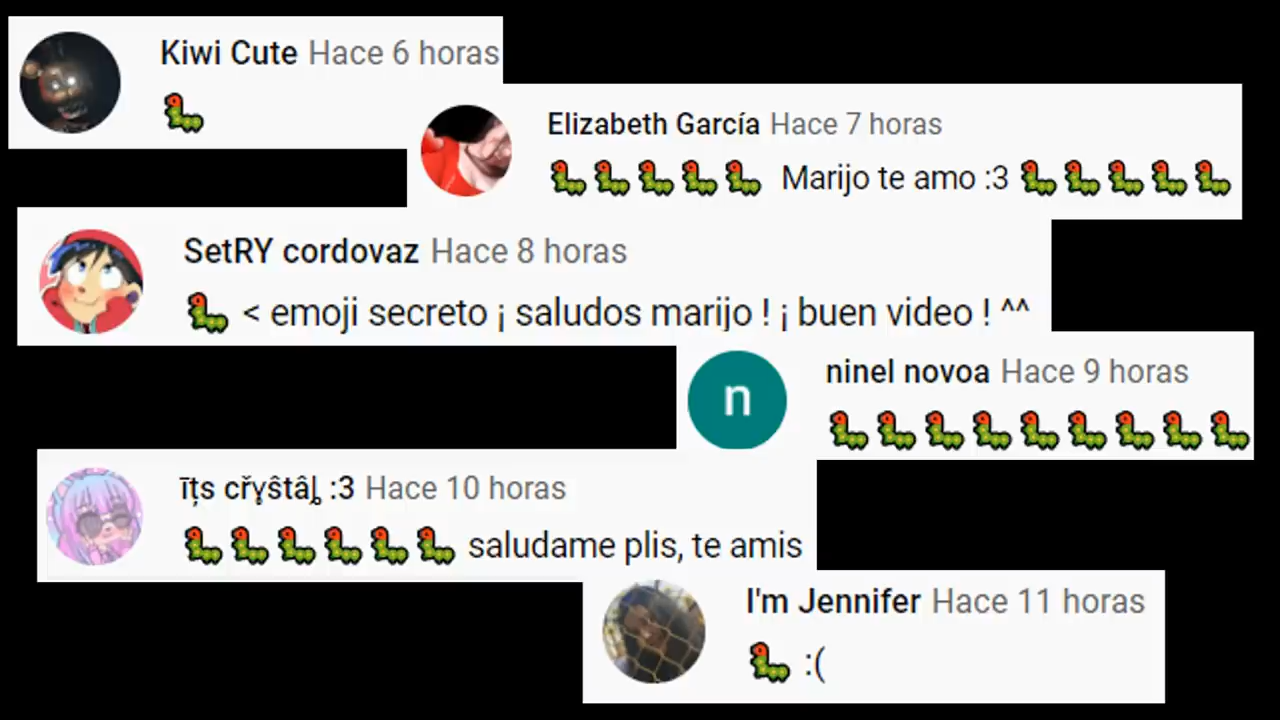 Kiwi Cute Hace 6 horas
🐛
Elizabeth García Hace 7 horas
🐛🐛🐛🐛🐛 Marijo te amo :3 🐛🐛🐛🐛🐛
SetRY cordovaz Hace 8 horas
🐛 < emoji secreto ¡ saludos marijo ! ¡ buen video ! ^^
n
ninel novoa Hace 9 horas
🐛🐛🐛🐛🐛🐛🐛🐛🐛
īțs cřɣŝtâḽ :3 Hace 10 horas
🐛🐛🐛🐛🐛🐛 saludame plis, te amis
I'm Jennifer Hace 11 horas
🐛 :(